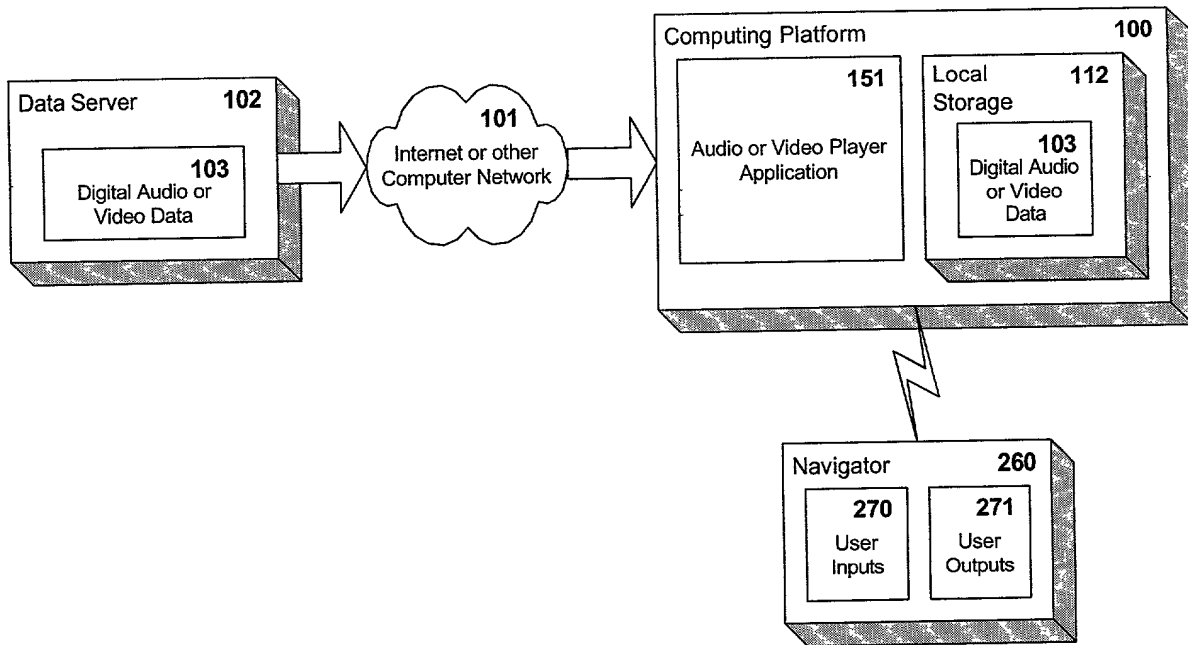 Data Server 102
103
Digital Audio or
Video Data
101
Internet or other
Computer Network
Computing Platform 100
151
Audio or Video Player
Application
Local 112
Storage
103
Digital Audio
or Video
Data
Navigator 260
270
User
Inputs
271
User
Outputs